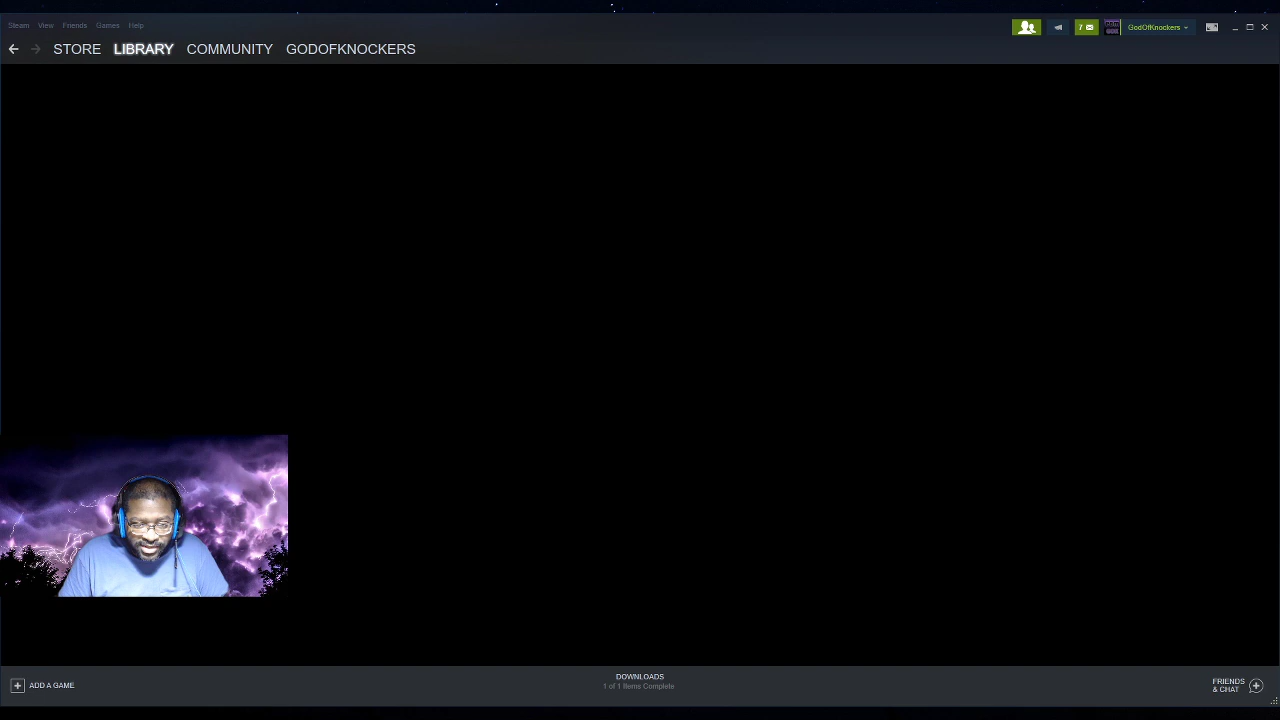 Steam View Friends Games Help
7 GodOfKnockers
STORE LIBRARY COMMUNITY GODOFKNOCKERS
DOWNLOADS
1 of 1 Items Complete
ADD A GAME
FRIENDS
& CHAT